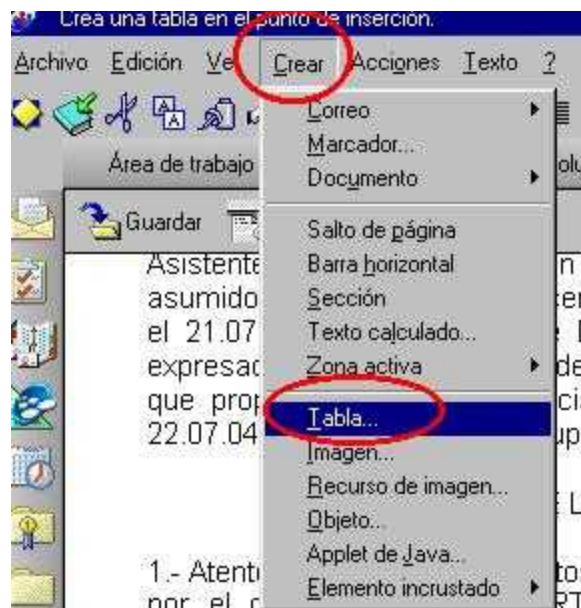 Crea una tabla en el punto de inserción.
Archivo Edición Ve Crear Acciones Texto ?
Correo
Marcador...
Área de trabajo
Documento
Guardar
Salto de página
Asistente
Barra horizontal
asumido
Sección
el 21.07
Texto calculado...
expresad
Zona activa
que prop
Tabla...
22.07.04
Imagen...
Recurso de imagen...
Objeto...
Applet de Java...
1.- Atent
Elemento incrustado
por el